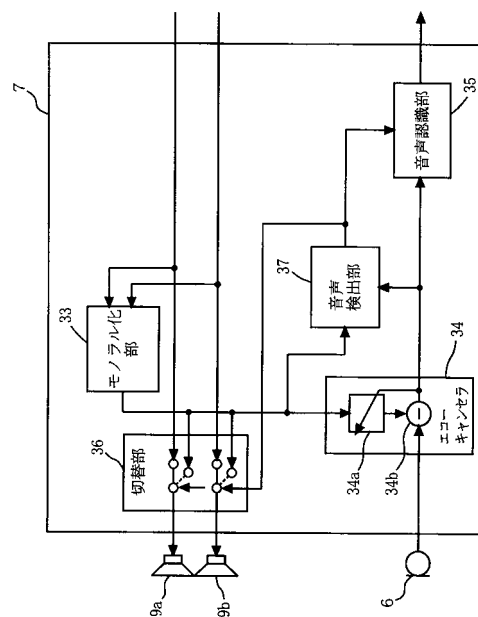 7
33
モノラル化
部
36
切替部
9a
9b
37
音声
検出部
35
音声認識部
34
エコー
キャンセラ
34a
34b
6